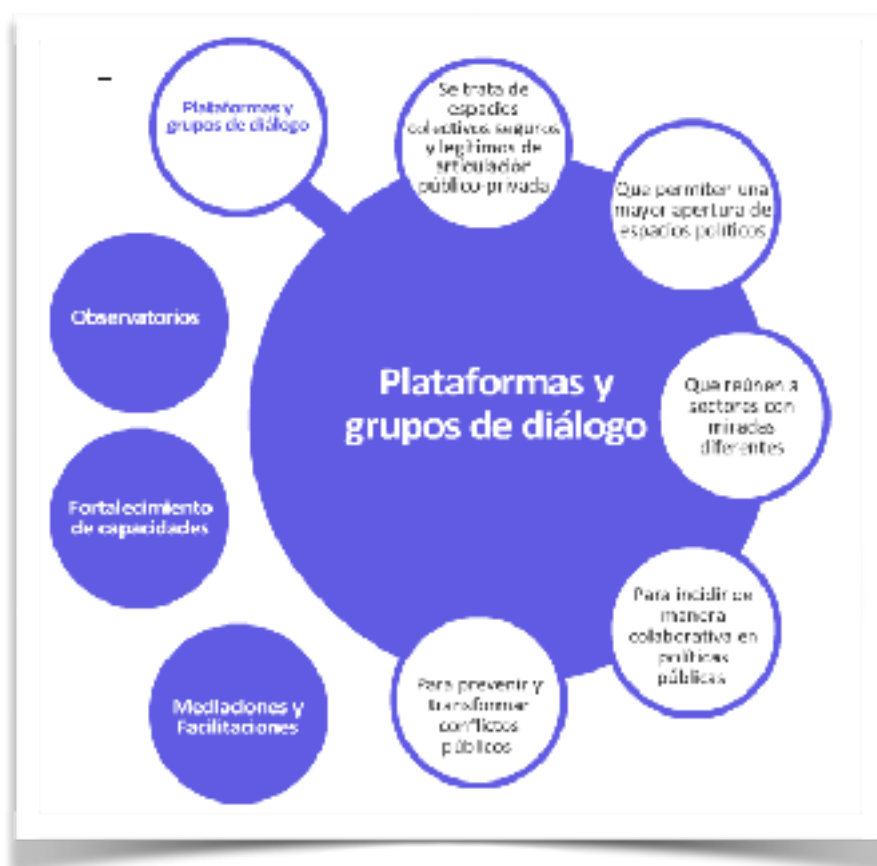 –
Plataformas y
grupos de diálogo
Observatorios
Fortalecimiento
de capacidades
Mediaciones y
Facilitaciones
Plataformas y
grupos de diálogo
Se trata de
espacios
colectivos seguros
y legítimos de
articulación
público-privada
Que permiten una
mayor apertura de
espacios políticos
Que reúnen a
sectores con
miradas
diferentes
Para incidir de
manera
colaborativa en
políticas
públicas
Para prevenir y
transformar
conflictos
públicos